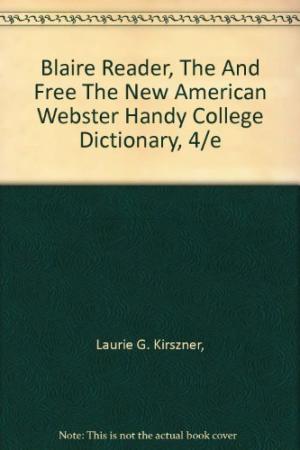 Blaire Reader, The And
Free The New American
Webster Handy College
Dictionary, 4/e
Laurie G. Kirszner,
Note: This is not the actual book cover